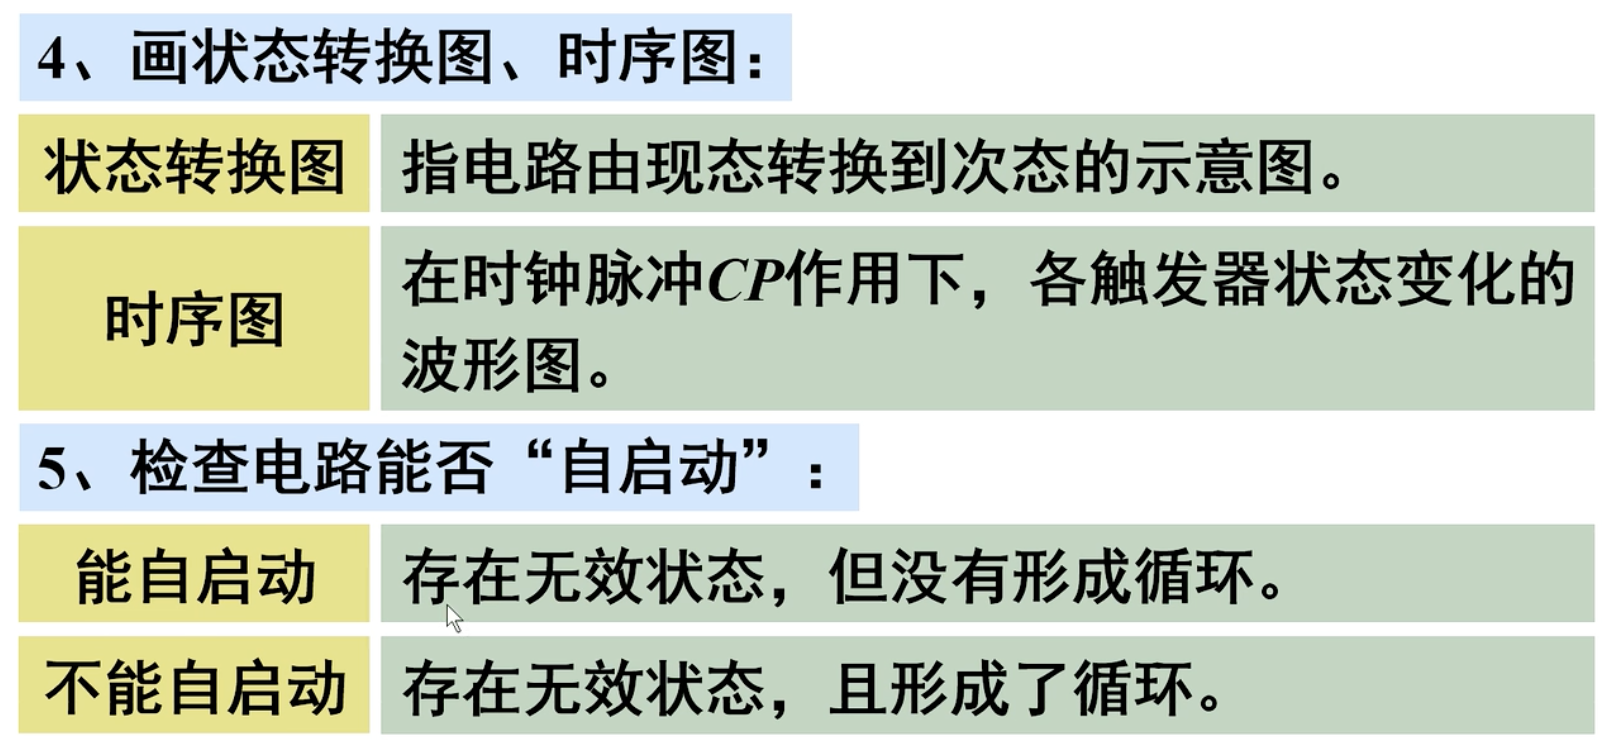 4、画状态转换图、时序图：
状态转换图
指电路由现态转换到次态的示意图。
时序图
在时钟脉冲CP作用下，各触发器状态变化的
波形图。
5、检查电路能否“自启动”：
能自启动
存在无效状态，但没有形成循环。
不能自启动
存在无效状态，且形成了循环。